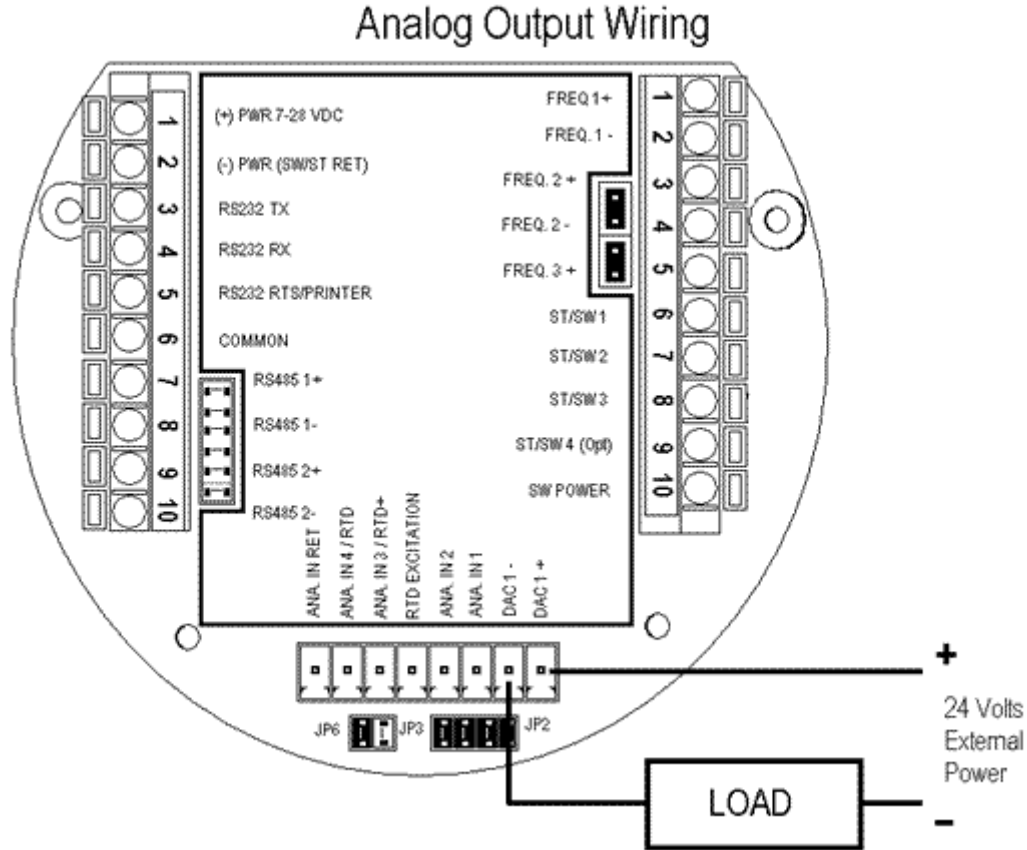 Analog Output Wiring
1
2
3
4
5
6
7
8
9
10
(+) PWR 7-28 VDC
(-) PWR (SW/ST RET)
RS232 TX
RS232 RX
RS232 RTS/PRINTER
COMMON
RS485 1+
RS485 1-
RS485 2+
RS485 2-
FREQ 1+
FREQ. 1 -
FREQ. 2 +
FREQ. 2 -
FREQ. 3 +
ST/SW 1
ST/SW 2
ST/SW 3
ST/SW 4 (Opt)
SW POWER
1
2
3
4
5
6
7
8
9
10
ANA. IN RET
ANA. IN 4 / RTD
ANA. IN 3 / RTD+
RTD EXCITATION
ANA. IN 2
ANA. IN 1
DAC 1 -
DAC 1 +
JP6
JP3
JP2
+
24 Volts
External
Power
-
LOAD